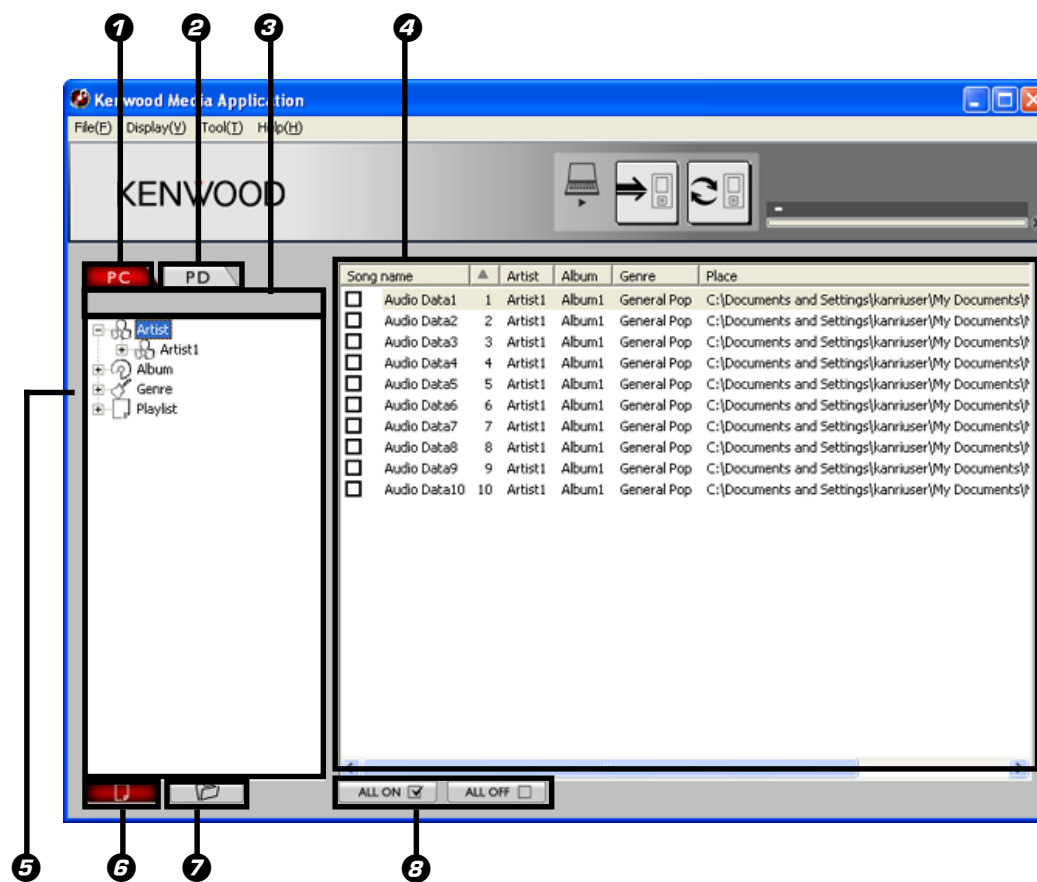 1 2 3 4
Kenwood Media Application
File(F) Display(V) Tool(T) Help(H)
KENWOOD
PC PD
Song name Artist Album Genre Place
Audio Data1 1 Artist1 Album1 General Pop C:\Documents and Settings\kanriuser\My Documents\M
Audio Data2 2 Artist1 Album1 General Pop C:\Documents and Settings\kanriuser\My Documents\M
Audio Data3 3 Artist1 Album1 General Pop C:\Documents and Settings\kanriuser\My Documents\M
Audio Data4 4 Artist1 Album1 General Pop C:\Documents and Settings\kanriuser\My Documents\M
Audio Data5 5 Artist1 Album1 General Pop C:\Documents and Settings\kanriuser\My Documents\M
Audio Data6 6 Artist1 Album1 General Pop C:\Documents and Settings\kanriuser\My Documents\M
Audio Data7 7 Artist1 Album1 General Pop C:\Documents and Settings\kanriuser\My Documents\M
Audio Data8 8 Artist1 Album1 General Pop C:\Documents and Settings\kanriuser\My Documents\M
Audio Data9 9 Artist1 Album1 General Pop C:\Documents and Settings\kanriuser\My Documents\M
Audio Data10 10 Artist1 Album1 General Pop C:\Documents and Settings\kanriuser\My Documents\M
Artist
Artist1
Album
Genre
Playlist
ALL ON ALL OFF
5 6 7 8